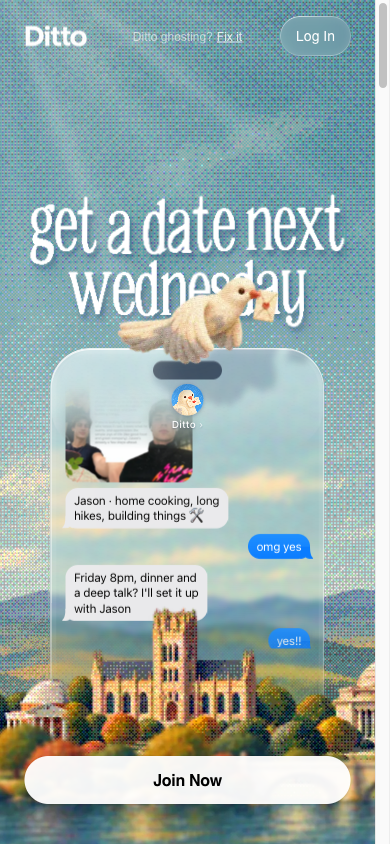 Ditto
Ditto ghosting? Fix it
Log In
get a date next
wednesday
Ditto ›
Jason · home cooking, long
hikes, building things 🛠️
omg yes
Friday 8pm, dinner and
a deep talk? I'll set it up
with Jason
yes!!
Join Now